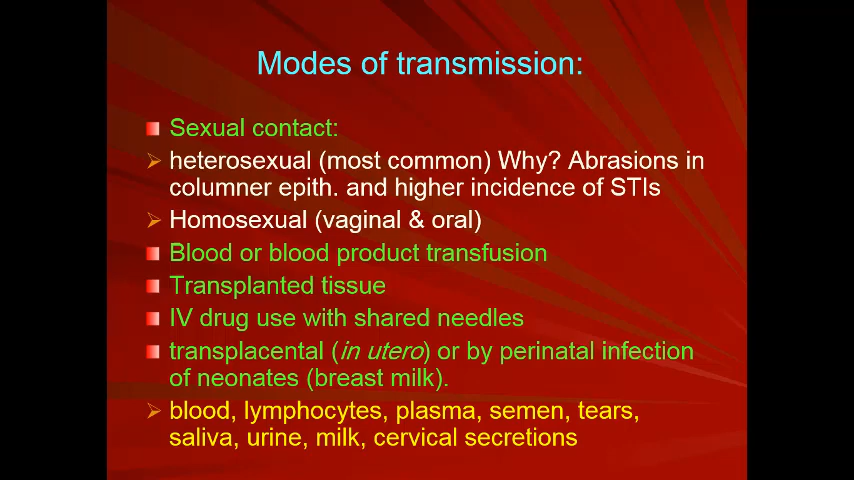 Modes of transmission:
Sexual contact:
heterosexual (most common) Why? Abrasions in
columner epith. and higher incidence of STIs
Homosexual (vaginal & oral)
Blood or blood product transfusion
Transplanted tissue
IV drug use with shared needles
transplacental (in utero) or by perinatal infection
of neonates (breast milk).
blood, lymphocytes, plasma, semen, tears,
saliva, urine, milk, cervical secretions